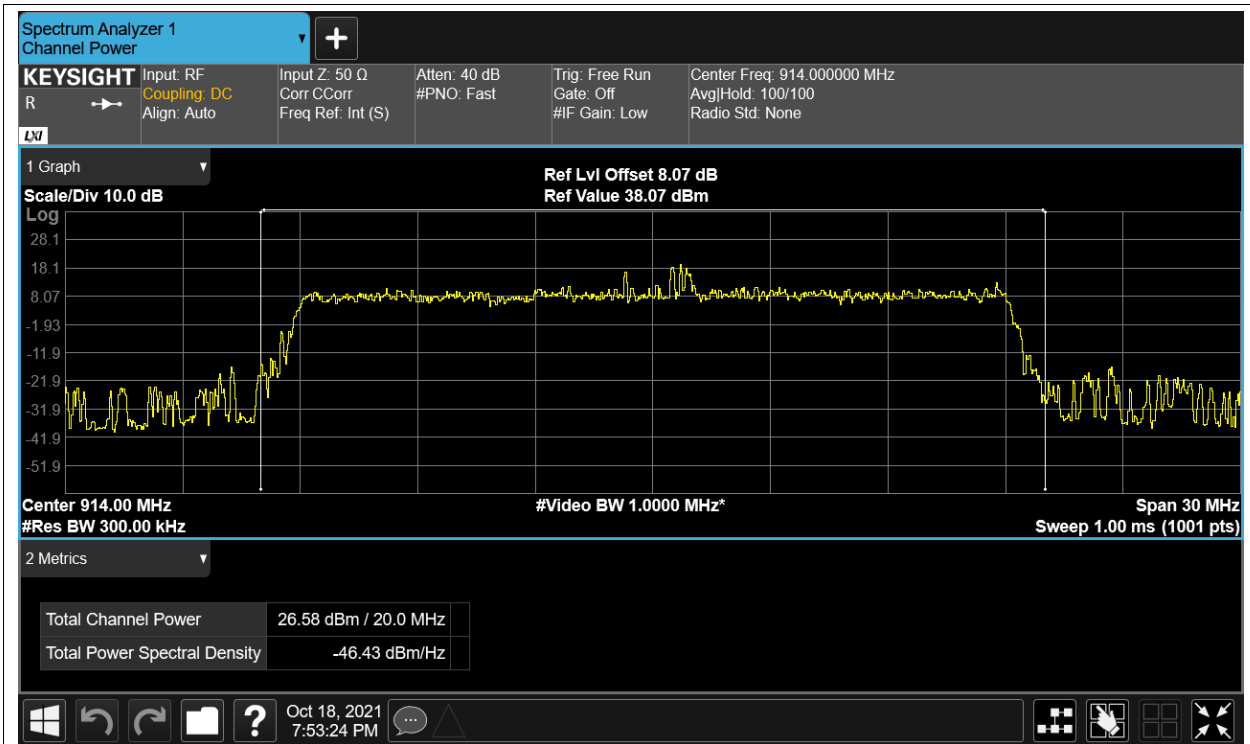 Spectrum Analyzer 1
Channel Power
KEYSIGHT
R
LXI
Input: RF
Coupling: DC
Align: Auto
Input Z: 50 Ω
Corr CCorr
Freq Ref: Int (S)
Atten: 40 dB
#PNO: Fast
Trig: Free Run
Gate: Off
#IF Gain: Low
Center Freq: 914.000000 MHz
Avg|Hold: 100/100
Radio Std: None
1 Graph
Scale/Div 10.0 dB
Ref Lvl Offset 8.07 dB
Ref Value 38.07 dBm
Log
28.1
18.1
8.07
-1.93
-11.9
-21.9
-31.9
-41.9
-51.9
Center 914.00 MHz
#Video BW 1.0000 MHz*
Span 30 MHz
#Res BW 300.00 kHz
Sweep 1.00 ms (1001 pts)
2 Metrics
Total Channel Power 26.58 dBm / 20.0 MHz
Total Power Spectral Density -46.43 dBm/Hz
?
Oct 18, 2021
7:53:24 PM